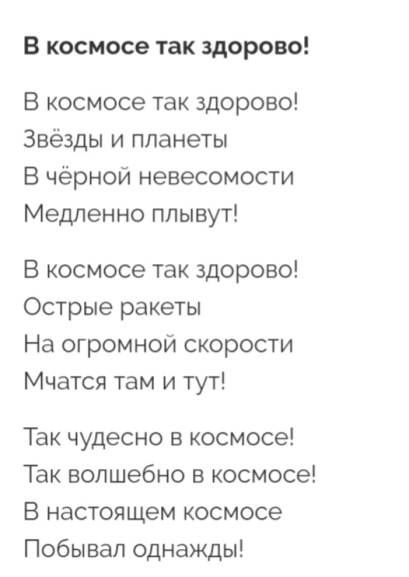 В космосе так здорово!
В космосе так здорово!
Звёзды и планеты
В чёрной невесомости
Медленно плывут!
В космосе так здорово!
Острые ракеты
На огромной скорости
Мчатся там и тут!
Так чудесно в космосе!
Так волшебно в космосе!
В настоящем космосе
Побывал однажды!